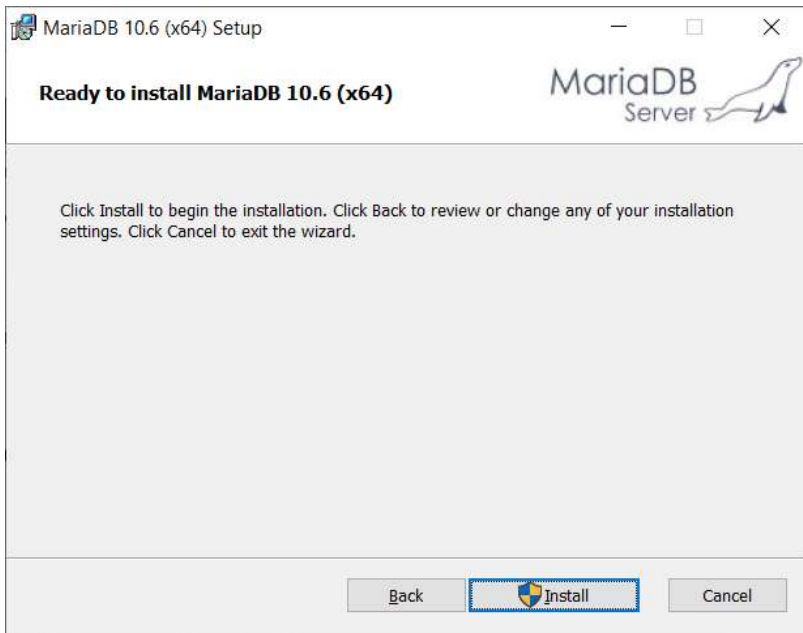 MariaDB 10.6 (x64) Setup
Ready to install MariaDB 10.6 (x64)
MariaDB
Server
Click Install to begin the installation. Click Back to review or change any of your installation
settings. Click Cancel to exit the wizard.
Back
Install
Cancel